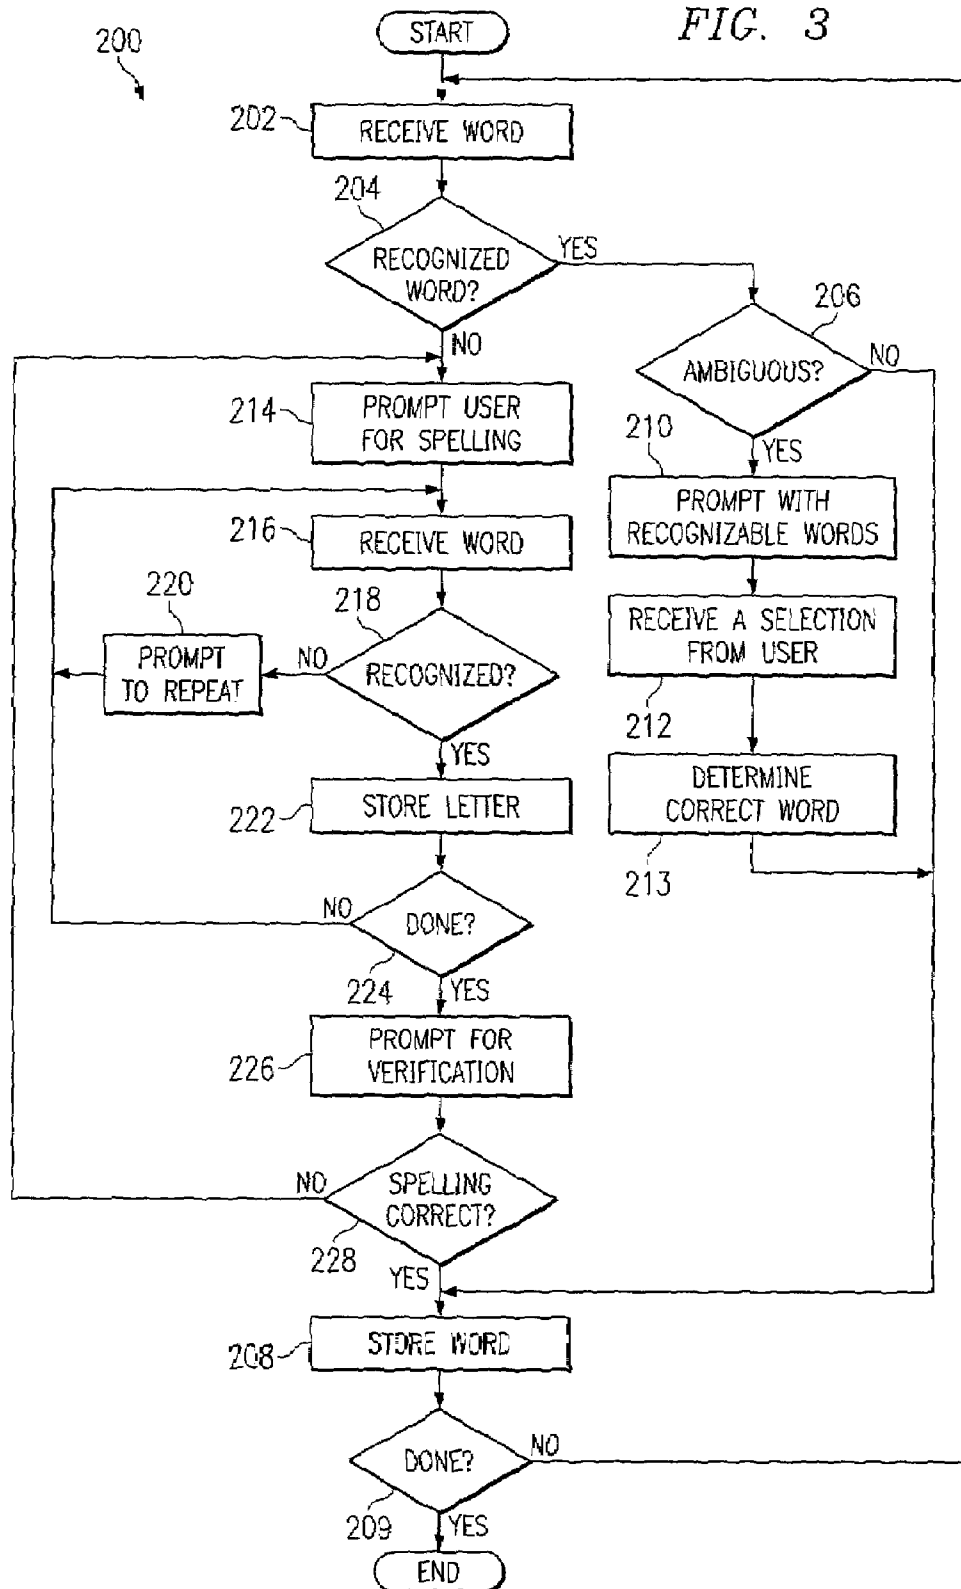 FIG. 3
200
START
202
RECEIVE WORD
204
RECOGNIZED
WORD?
YES
NO
206
AMBIGUOUS?
NO
YES
214
PROMPT USER
FOR SPELLING
210
PROMPT WITH
RECOGNIZABLE WORDS
216
RECEIVE WORD
212
RECEIVE A SELECTION
FROM USER
218
RECOGNIZED?
NO
YES
220
PROMPT
TO REPEAT
213
DETERMINE
CORRECT WORD
222
STORE LETTER
224
DONE?
NO
YES
226
PROMPT FOR
VERIFICATION
228
SPELLING
CORRECT?
NO
YES
208
STORE WORD
209
DONE?
NO
YES
END